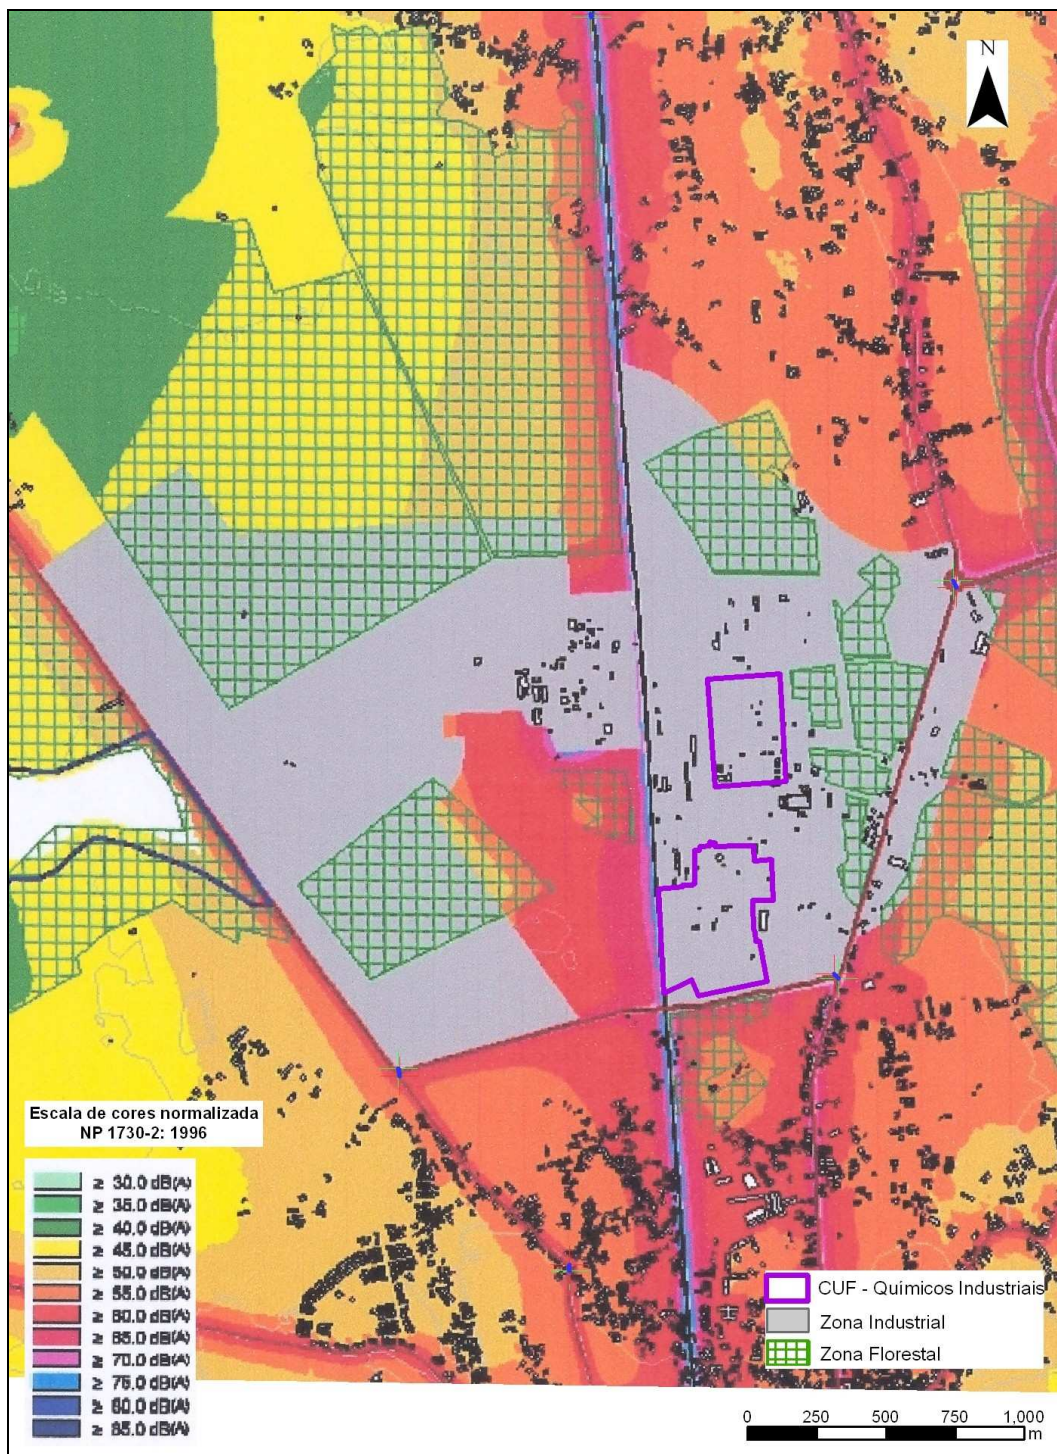 N
Escala de cores normalizada
NP 1730-2: 1996
≥ 30.0 dB(A)
≥ 35.0 dB(A)
≥ 40.0 dB(A)
≥ 45.0 dB(A)
≥ 50.0 dB(A)
≥ 55.0 dB(A)
≥ 60.0 dB(A)
≥ 65.0 dB(A)
≥ 70.0 dB(A)
≥ 75.0 dB(A)
≥ 80.0 dB(A)
≥ 85.0 dB(A)
CUF - Químicos Industriais
Zona Industrial
Zona Florestal
0 250 500 750 1,000
m